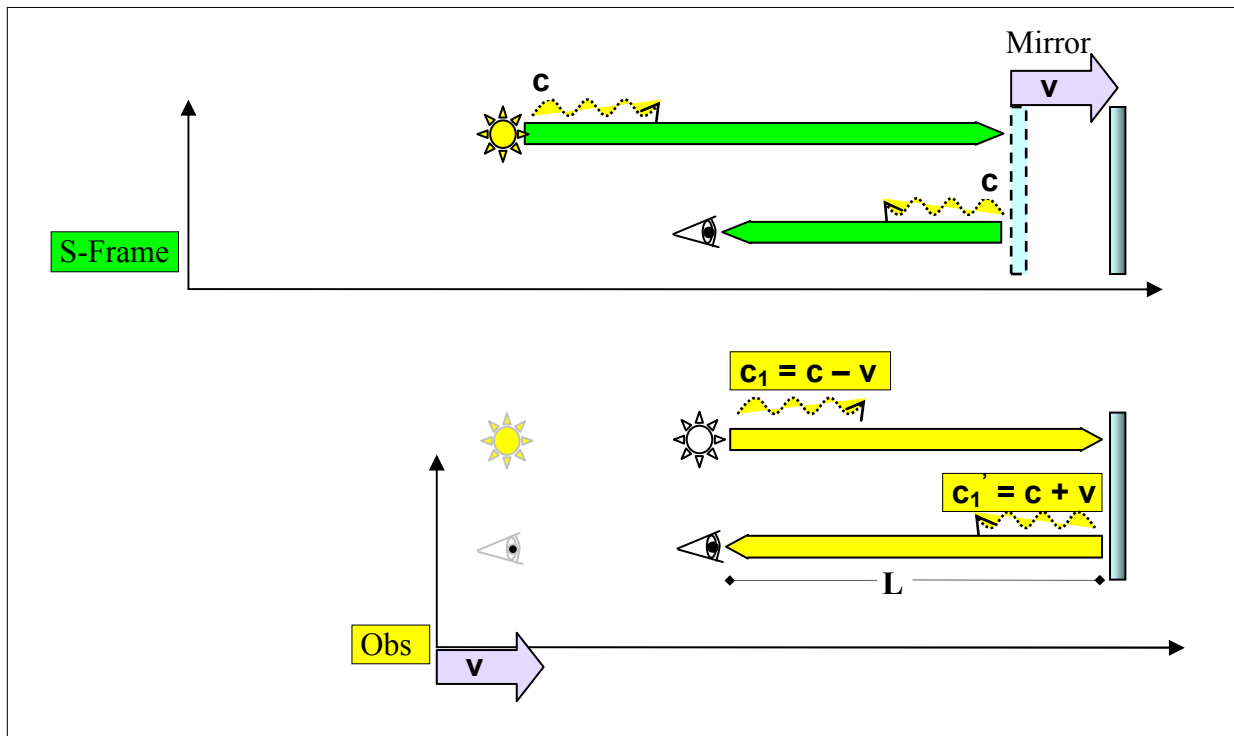 Mirror
v
c
c
S-Frame
c₁ = c – v
c₁’ = c + v
L
Obs
v